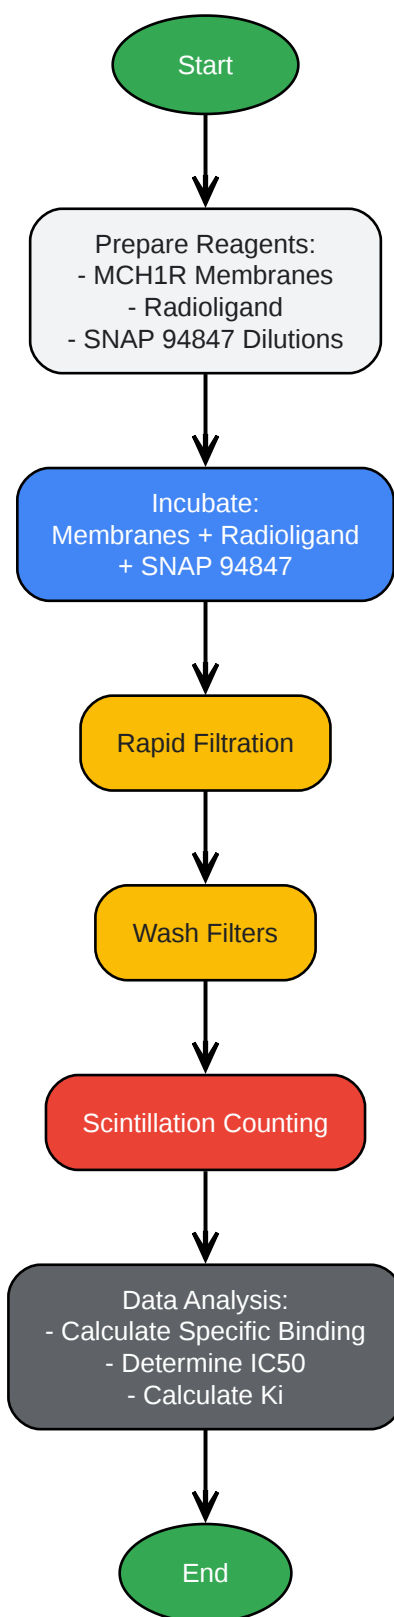 Start
Prepare Reagents:
- MCH1R Membranes
- Radioligand
- SNAP 94847 Dilutions
Incubate:
Membranes + Radioligand
+ SNAP 94847
Rapid Filtration
Wash Filters
Scintillation Counting
Data Analysis:
- Calculate Specific Binding
- Determine IC50
- Calculate Ki
End